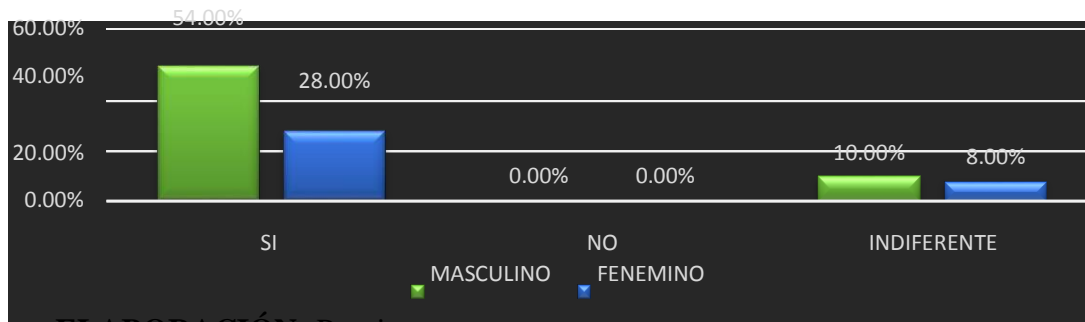 54.00%
60.00%
40.00%
28.00%
20.00%
10.00%
8.00%
0.00%
0.00%
0.00%
SI
NO
INDIFERENTE
MASCULINO
FENEMINO
ELABORACIÓN: